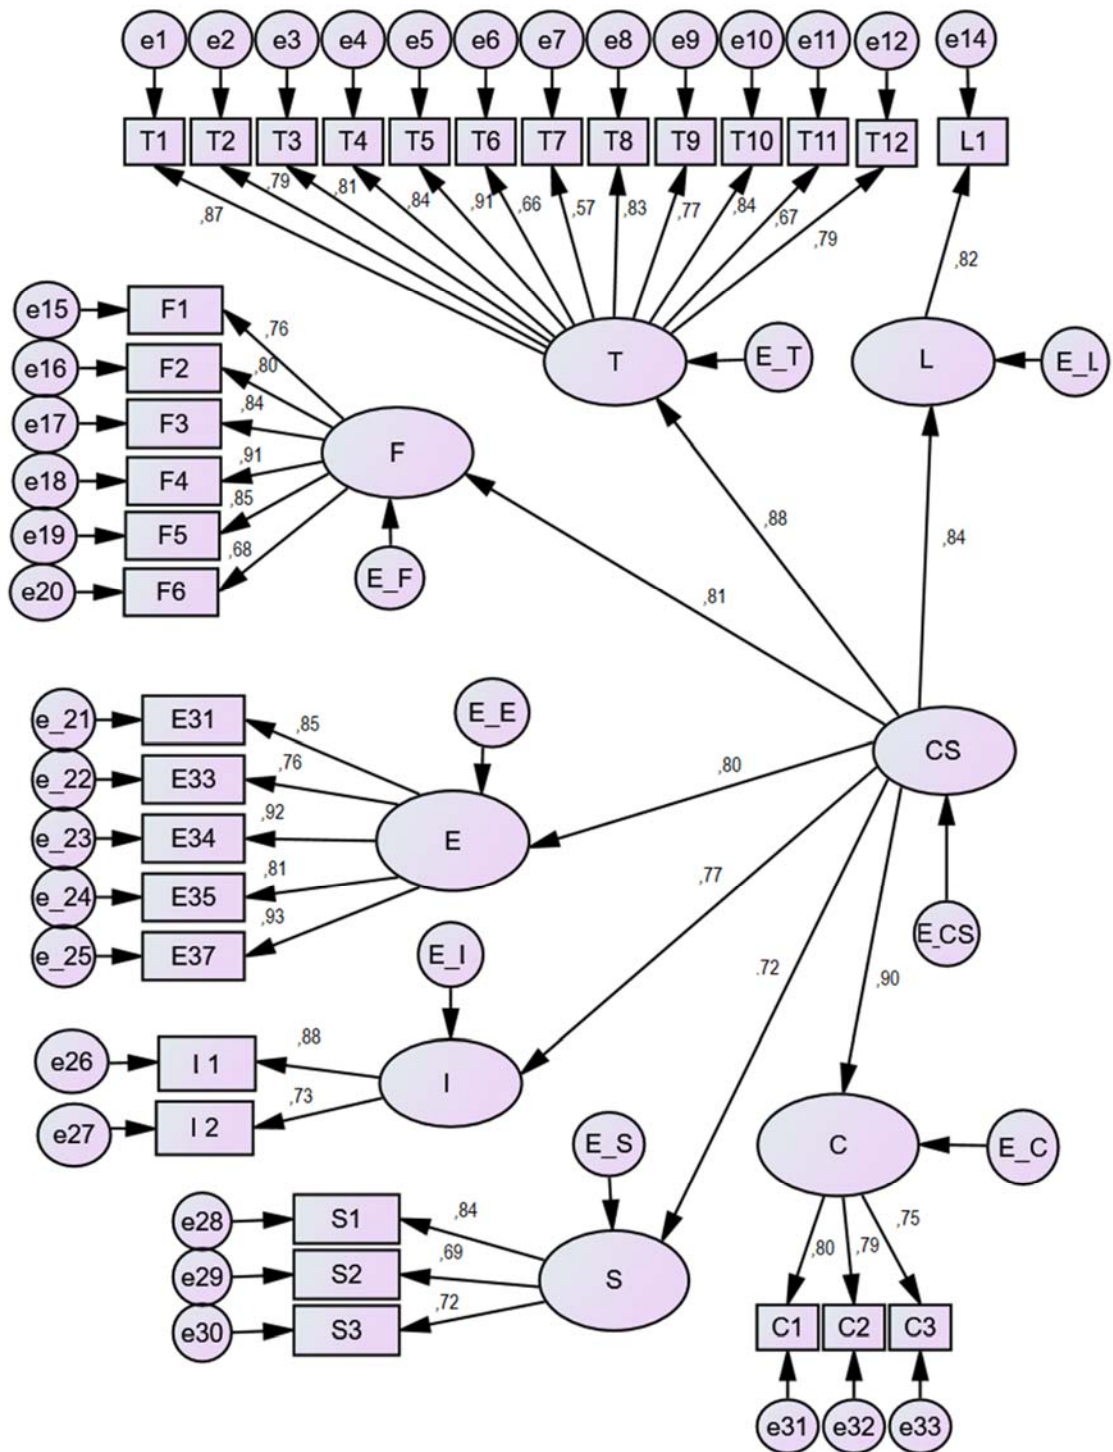 e1 e2 e3 e4 e5 e6 e7 e8 e9 e10 e11 e12 e14
T1 T2 T3 T4 T5 T6 T7 T8 T9 T10 T11 T12 L1
,87 ,79 ,81 ,84 ,91 ,66 ,57 ,83 ,77 ,84 ,67 ,79 ,82
T E_T L E_L
e15 F1 ,76
e16 F2 ,80
e17 F3 ,84
e18 F4 ,91
e19 F5 ,85
e20 F6 ,68
F
E_F
,88 ,84
,81
e_21 E31 ,85
e_22 E33 ,76
e_23 E34 ,92
e_24 E35 ,81
e_25 E37 ,93
E_E
E
,80
CS
E_CS
,77
.72
,90
E_I
e26 I 1 ,88
e27 I 2 ,73
I
E_S
e28 S1 ,84
e29 S2 ,69
e30 S3 ,72
S
C E_C
,80 ,79 ,75
C1 C2 C3
e31 e32 e33